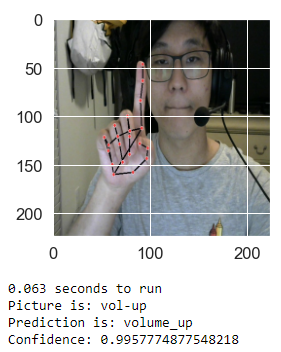 0
50
100
150
200
0 100 200
0.063 seconds to run
Picture is: vol-up
Prediction is: volume_up
Confidence: 0.9957774877548218